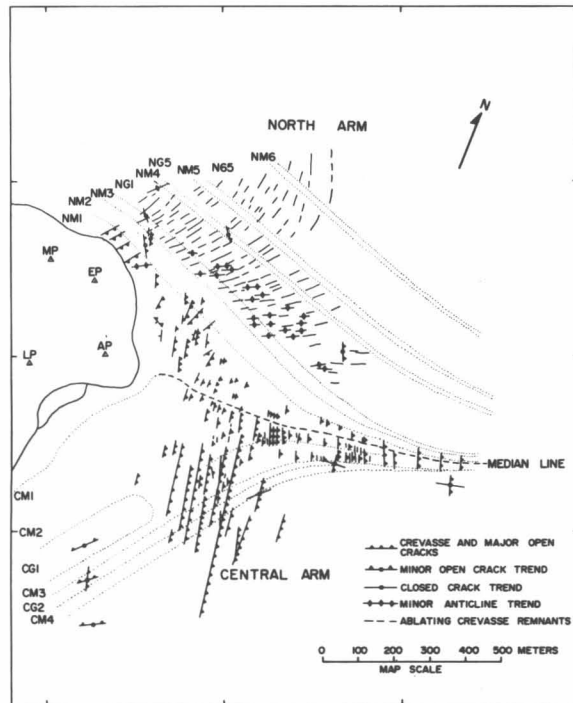 N
NORTH ARM
NM6
NG5
NM4 NM5 N65
NG1
NM3
NM2
NM1
MP
EP
AP
LP
MEDIAN LINE
CM1
CM2
CG1
CM3
CG2
CM4
CENTRAL ARM
CREVASSE AND MAJOR OPEN
CRACKS
MINOR OPEN CRACK TREND
CLOSED CRACK TREND
MINOR ANTICLINE TREND
ABLATING CREVASSE REMNANTS
0 100 200 300 400 500 METERS
MAP SCALE